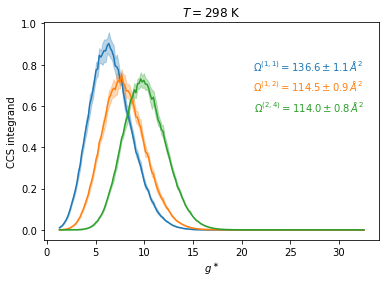 T = 298 K
CCS integrand
1.0
0.8
0.6
0.4
0.2
0.0
Ω^(1,1) = 136.6 ± 1.1 Å²
Ω^(1,2) = 114.5 ± 0.9 Å²
Ω^(2,4) = 114.0 ± 0.8 Å²
0 5 10 15 20 25 30
g *